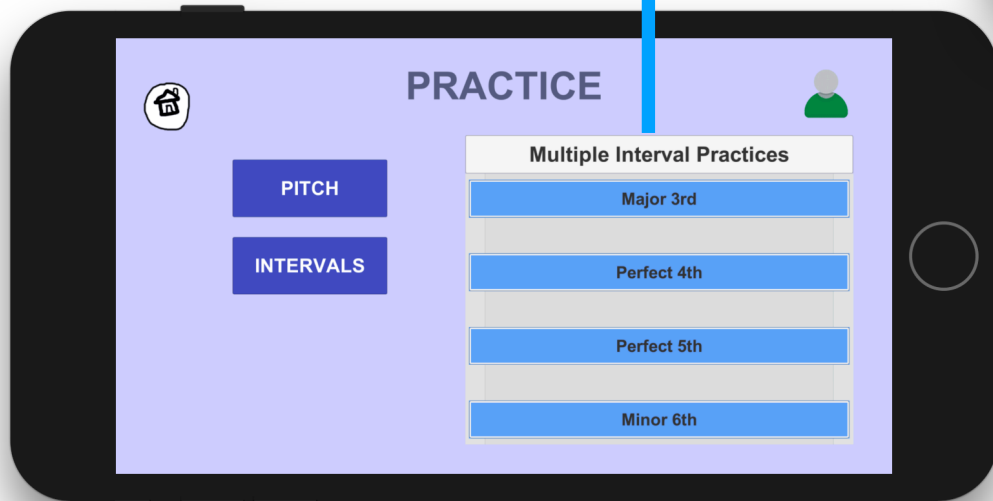 PRACTICE
PITCH
INTERVALS
Multiple Interval Practices
Major 3rd
Perfect 4th
Perfect 5th
Minor 6th